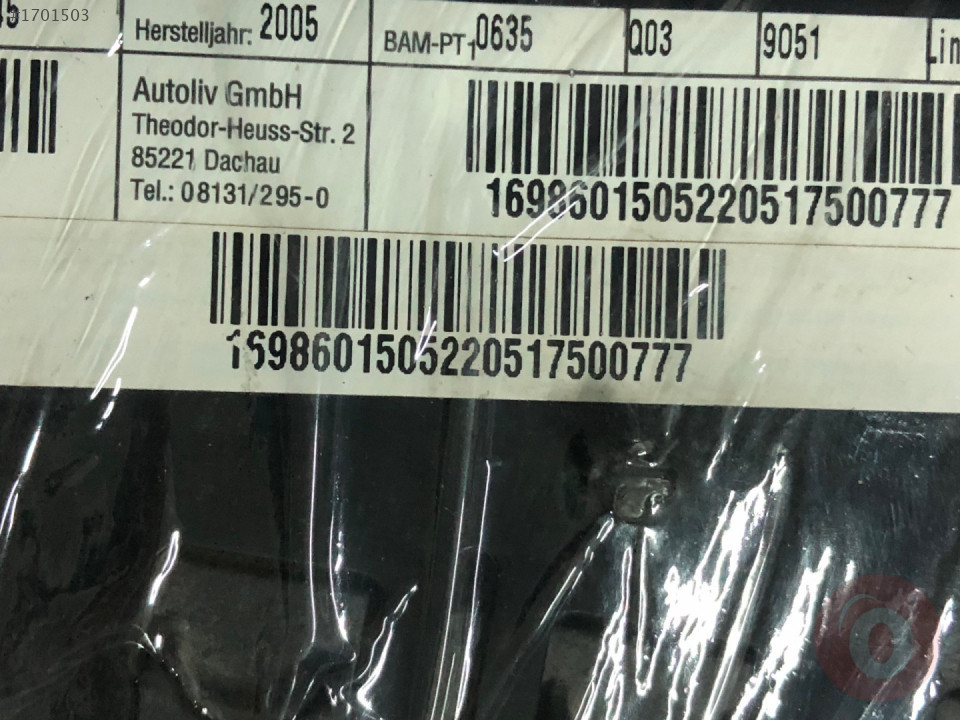 #1701503
Herstelljahr: 2005
BAM-PT1 0635
Q03
9051
Autoliv GmbH
Theodor-Heuss-Str. 2
85221 Dachau
Tel.: 08131/295-0
1698601505220517500777
1698601505220517500777